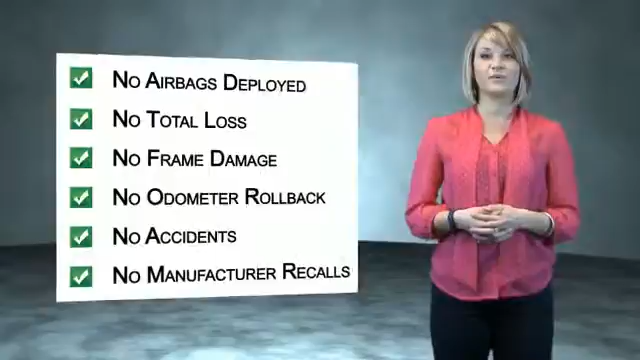 No Airbags Deployed
No Total Loss
No Frame Damage
No Odometer Rollback
No Accidents
No Manufacturer Recalls